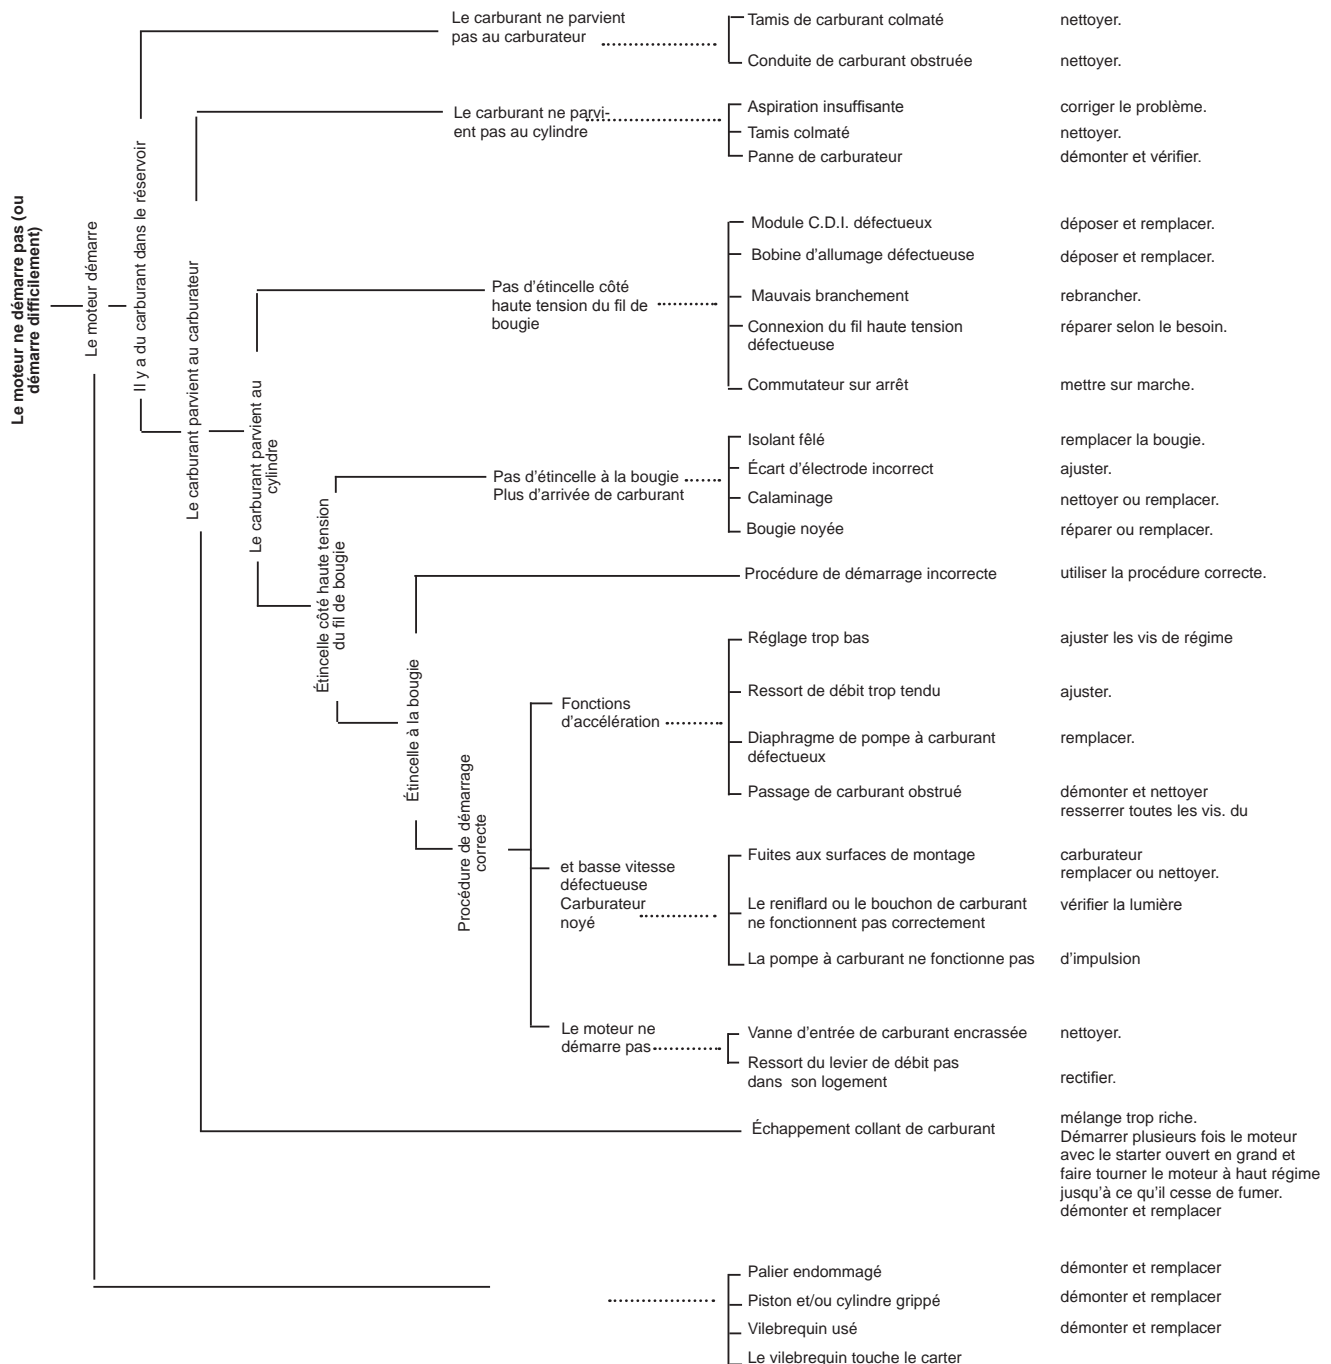 Le moteur ne démarre pas (ou
démarre difficilement)
Le moteur démarre
Il y a du carburant dans le réservoir
Le carburant parvient au carburateur
Le carburant parvient au
cylindre
Étincelle côté haute tension
du fil de bougie
Étincelle à la bougie
Procédure de démarrage
correcte
Le carburant ne parvient
pas au carburateur
Tamis de carburant colmaté
nettoyer.
Conduite de carburant obstruée
nettoyer.
Le carburant ne parvi-
ent pas au cylindre
Aspiration insuffisante
corriger le problème.
Tamis colmaté
nettoyer.
Panne de carburateur
démonter et vérifier.
Pas d'étincelle côté
haute tension du fil de
bougie
Module C.D.I. défectueux
déposer et remplacer.
Bobine d'allumage défectueuse
déposer et remplacer.
Mauvais branchement
rebrancher.
Connexion du fil haute tension
défectueuse
réparer selon le besoin.
Commutateur sur arrêt
mettre sur marche.
Pas d'étincelle à la bougie
Plus d'arrivée de carburant
Isolant fêlé
remplacer la bougie.
Écart d'électrode incorrect
ajuster.
Calaminage
nettoyer ou remplacer.
Bougie noyée
réparer ou remplacer.
Procédure de démarrage incorrecte
utiliser la procédure correcte.
Fonctions
d'accélération
Réglage trop bas
ajuster les vis de régime
Ressort de débit trop tendu
ajuster.
Diaphragme de pompe à carburant
défectueux
remplacer.
Passage de carburant obstrué
démonter et nettoyer
resserrer toutes les vis. du
et basse vitesse
défectueuse
Carburateur
noyé
Fuites aux surfaces de montage
carburateur
remplacer ou nettoyer.
Le reniflard ou le bouchon de carburant
ne fonctionnent pas correctement
vérifier la lumière
La pompe à carburant ne fonctionne pas
d'impulsion
Le moteur ne
démarre pas
Vanne d'entrée de carburant encrassée
nettoyer.
Ressort du levier de débit pas
dans son logement
rectifier.
Échappement collant de carburant
mélange trop riche.
Démarrer plusieurs fois le moteur
avec le starter ouvert en grand et
faire tourner le moteur à haut régime
jusqu'à ce qu'il cesse de fumer.
démonter et remplacer
Palier endommagé
démonter et remplacer
Piston et/ou cylindre grippé
démonter et remplacer
Vilebrequin usé
démonter et remplacer
Le vilebrequin touche le carter